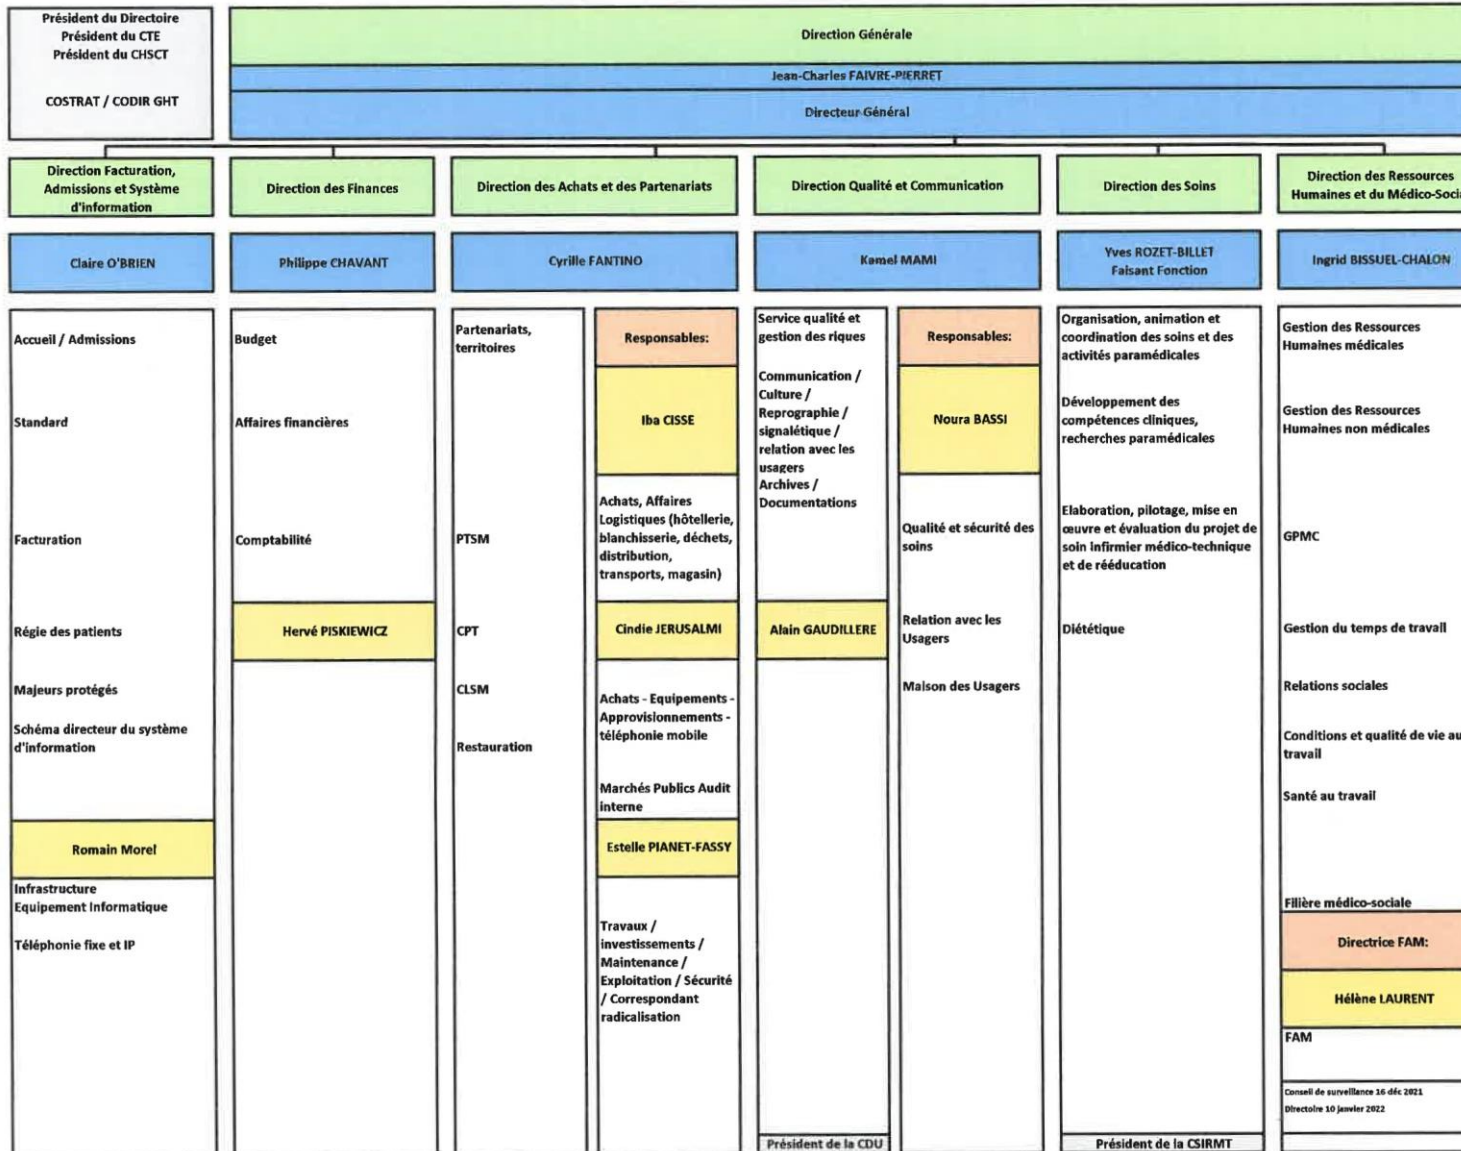 Président du Directoire
Président du CTE
Président du CHSCT
COSTRAT / CODIR GHT
Direction Générale
Jean-Charles FAIVRE-PIERRET
Directeur Général
Direction Facturation,
Admissions et Système
d'information
Claire O'BRIEN
Accueil / Admissions
Standard
Facturation
Régie des patients
Majeurs protégés
Schéma directeur du système
d'information
Romain Morel
Infrastructure
Equipement Informatique
Téléphonie fixe et IP
Direction des Finances
Philippe CHAVANT
Budget
Affaires financières
Comptabilité
Hervé PISKIEWICZ
Direction des Achats et des Partenariats
Cyrille FANTINO
Partenariats,
territoires
PTSM
CPT
CLSM
Restauration
Responsables:
Iba CISSE
Achats, Affaires
Logistiques (hôtellerie,
blanchisserie, déchets,
distribution,
transports, magasin)
Cindie JERUSALMI
Achats - Equipements -
Approvisionnements -
téléphonie mobile
Marchés Publics Audit
interne
Estelle PIANET-FASSY
Travaux /
investissements /
Maintenance /
Exploitation / Sécurité
/ Correspondant
radicalisation
Direction Qualité et Communication
Kamel MAMI
Service qualité et
gestion des riques
Communication /
Culture /
Reprographie /
signalétique /
relation avec les
usagers
Archives /
Documentations
Alain GAUDILLERE
Président de la CDU
Responsables:
Noura BASSI
Qualité et sécurité des
soins
Relation avec les
Usagers
Maison des Usagers
Direction des Soins
Yves ROZET-BILLET
Faisant Fonction
Organisation, animation et
coordination des soins et des
activités paramédicales
Développement des
compétences cliniques,
recherches paramédicales
Elaboration, pilotage, mise en
œuvre et évaluation du projet de
soin infirmier médico-technique
et de rééducation
Diététique
Président de la CSIRMT
Direction des Ressources
Humaines et du Médico-Socia
Ingrid BISSUEL-CHALON
Gestion des Ressources
Humaines médicales
Gestion des Ressources
Humaines non médicales
GPMC
Gestion du temps de travail
Relations sociales
Conditions et qualité de vie au
travail
Santé au travail
Filière médico-sociale
Directrice FAM:
Hélène LAURENT
FAM
Conseil de surveillance 16 déc 2021
Directoire 10 janvier 2022